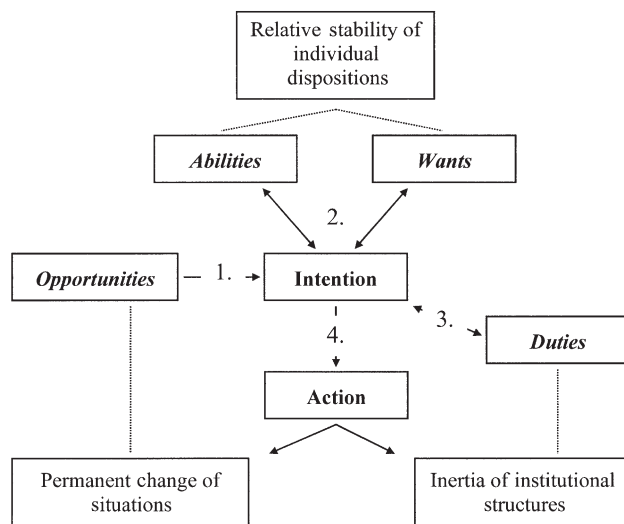 Relative stability of
individual
dispositions
Abilities
Wants
2.
Opportunities
1.
Intention
3.
4.
Duties
Action
Permanent change of
situations
Inertia of institutional
structures